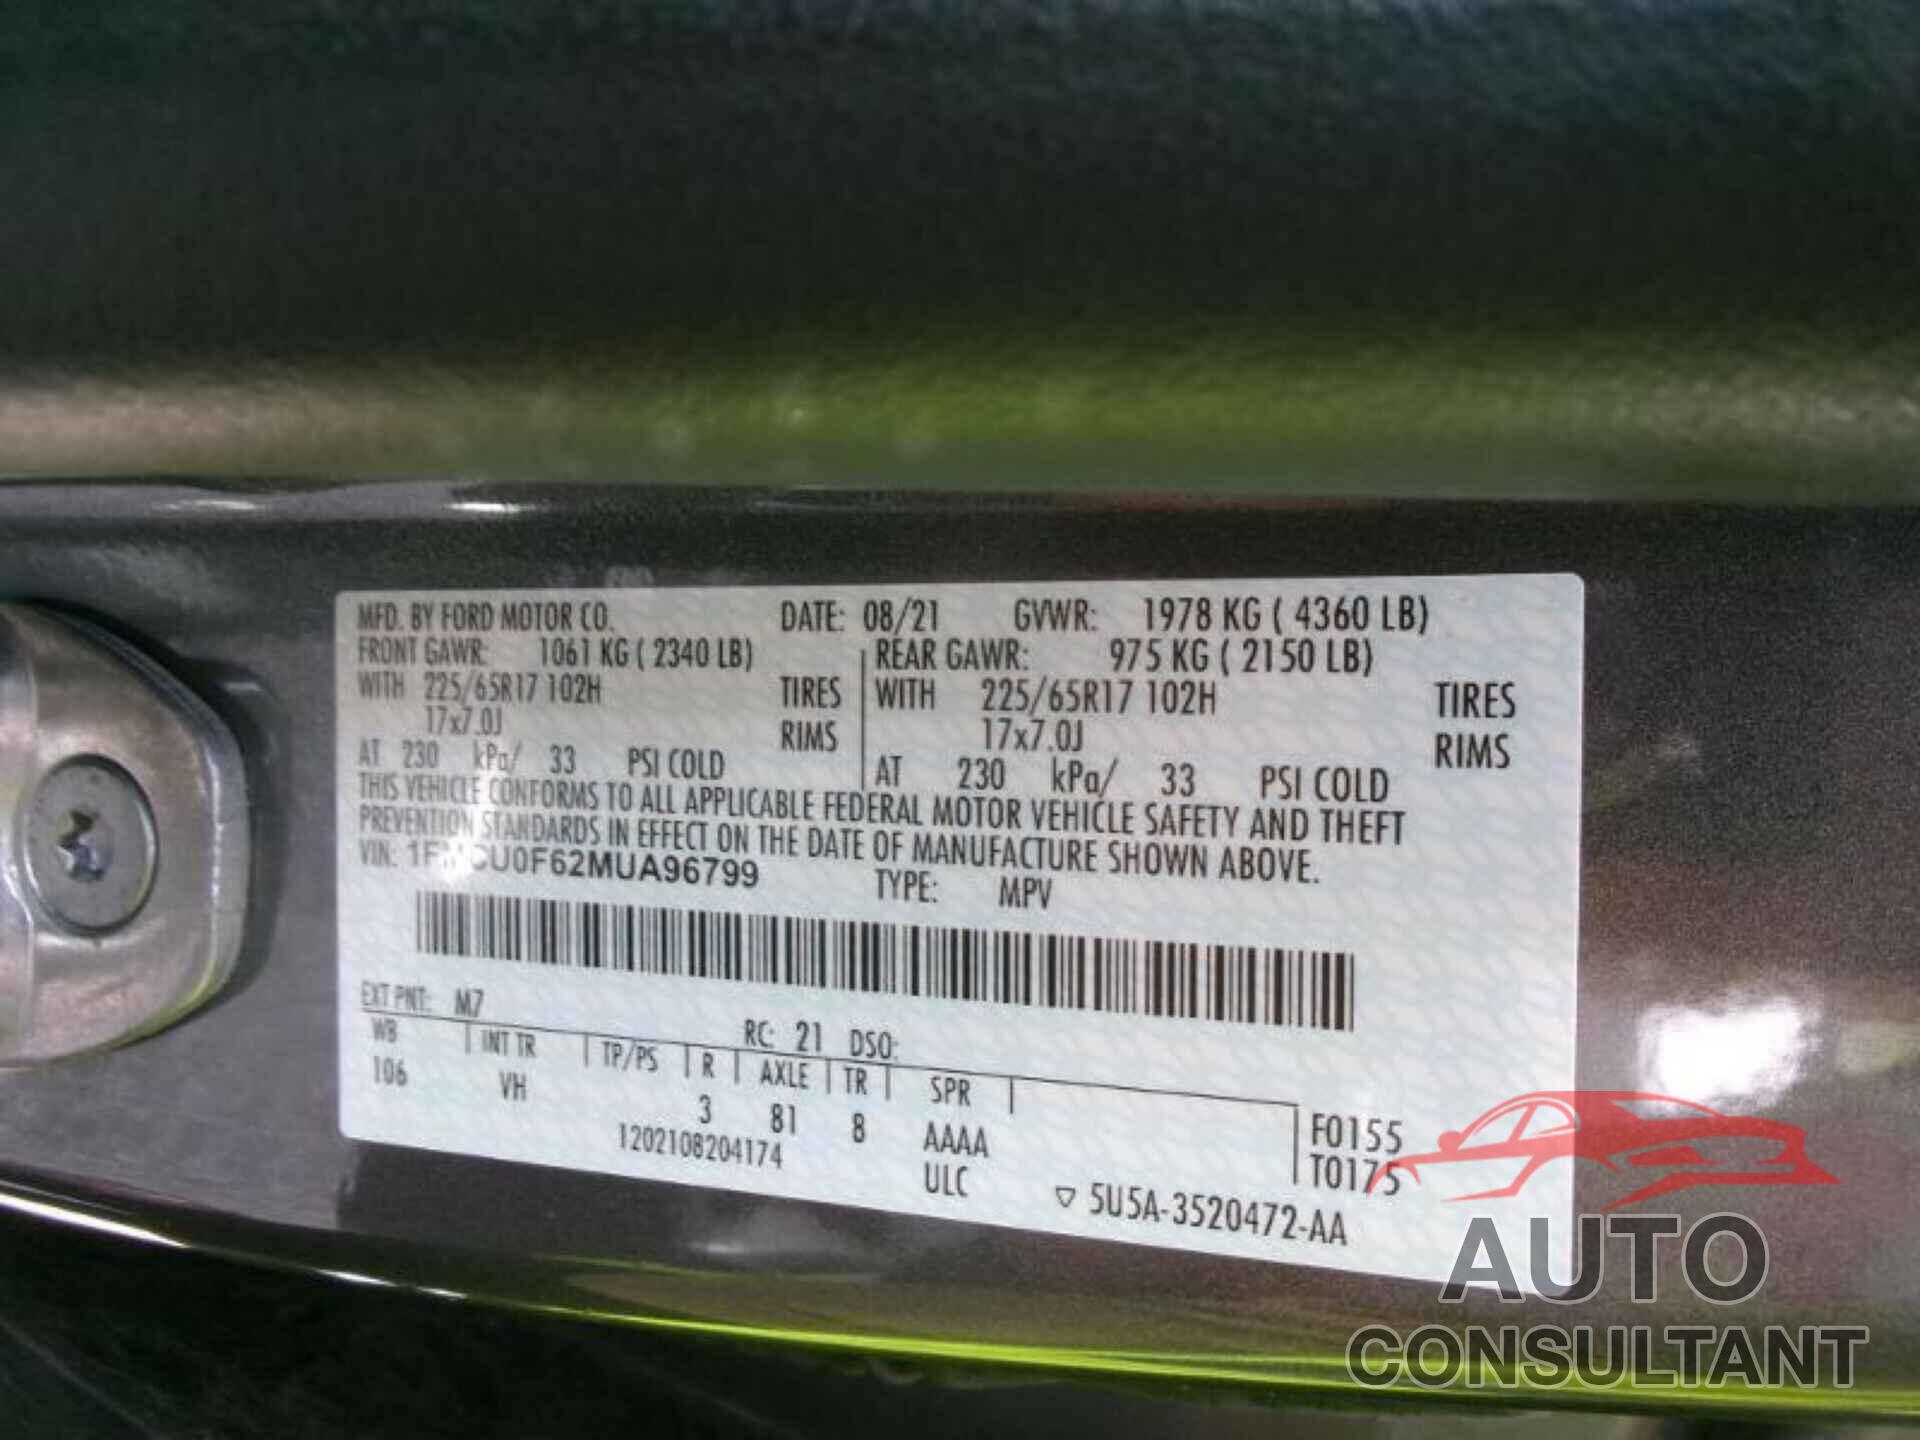 MFD. BY FORD MOTOR CO. DATE: 08/21 GVWR: 1978 KG ( 4360 LB)
FRONT GAWR: 1061 KG ( 2340 LB) REAR GAWR: 975 KG ( 2150 LB)
WITH 225/65R17 102H TIRES WITH 225/65R17 102H TIRES
17x7.0J RIMS 17x7.0J RIMS
AT 230 kPa/ 33 PSI COLD AT 230 kPa/ 33 PSI COLD
THIS VEHICLE CONFORMS TO ALL APPLICABLE FEDERAL MOTOR VEHICLE SAFETY AND THEFT
PREVENTION STANDARDS IN EFFECT ON THE DATE OF MANUFACTURE SHOWN ABOVE.
VIN: TYPE: MPV
EXT PNT: M7 RC: 21 DSO:
WB INT TR TP/PS R AXLE TR SPR
106 VH 3 81 8 AAAA F0155
1202108204174 ULC T0175
▽ 5U5A-3520472-AA
AUTO
CONSULTANT